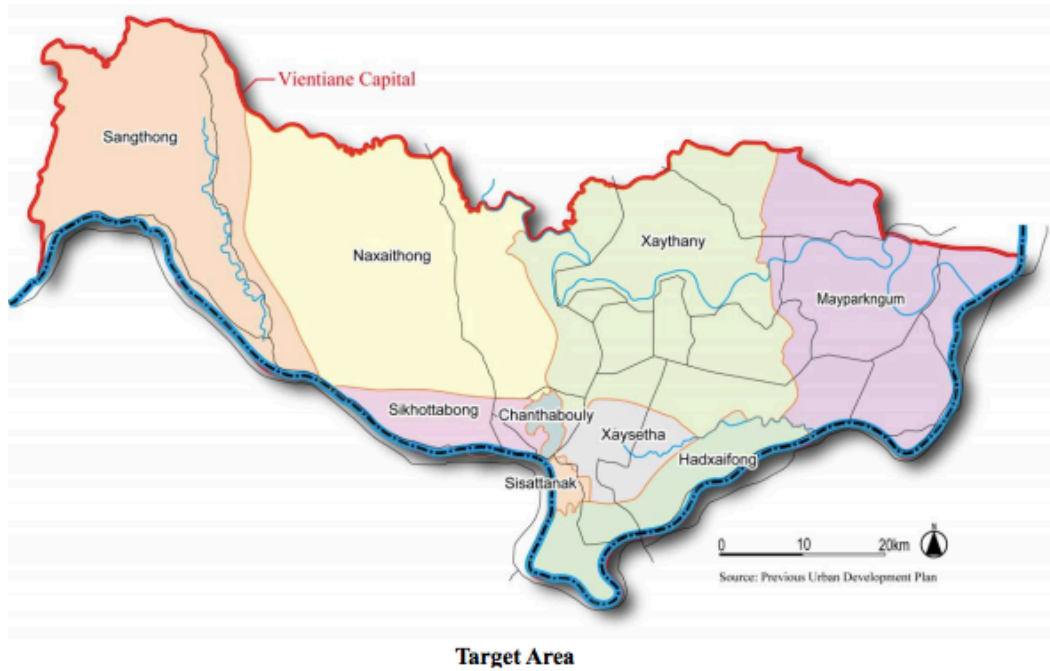 Vientiane Capital
Sangthong
Xaythany
Naxaithong
Mayparkngum
Sikhottabong
Chanthabouly
Xaysetha
Hadxaifong
Sisattanak
0 10 20km
N
Source: Previous Urban Development Plan
Target Area